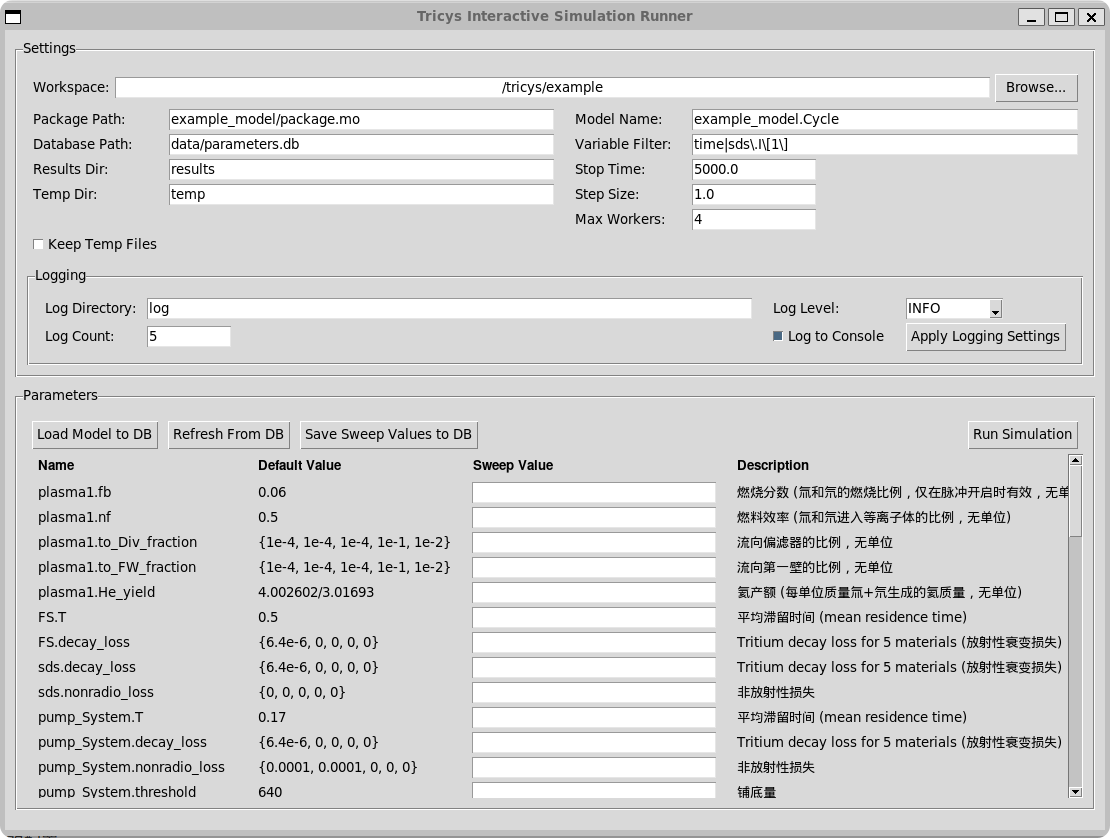 Tricys Interactive Simulation Runner
Settings
Workspace: /tricys/example Browse...
Package Path: example_model/package.mo Model Name: example_model.Cycle
Database Path: data/parameters.db Variable Filter: time|sds\.I\[1\]
Results Dir: results Stop Time: 5000.0
Temp Dir: temp Step Size: 1.0
Max Workers: 4
Keep Temp Files
Logging
Log Directory: log Log Level: INFO
Log Count: 5 Log to Console Apply Logging Settings
Parameters
Load Model to DB Refresh From DB Save Sweep Values to DB Run Simulation
Name Default Value Sweep Value Description
plasma1.fb 0.06 燃烧分数 (氚和氘的燃烧比例，仅在脉冲开启时有效，无单
plasma1.nf 0.5 燃料效率 (氚和氘进入等离子体的比例，无单位)
plasma1.to_Div_fraction {1e-4, 1e-4, 1e-4, 1e-1, 1e-2} 流向偏滤器的比例，无单位
plasma1.to_FW_fraction {1e-4, 1e-4, 1e-4, 1e-1, 1e-2} 流向第一壁的比例，无单位
plasma1.He_yield 4.002602/3.01693 氦产额 (每单位质量氚+氘生成的氦质量，无单位)
FS.T 0.5 平均滞留时间 (mean residence time)
FS.decay_loss {6.4e-6, 0, 0, 0, 0} Tritium decay loss for 5 materials (放射性衰变损失)
sds.decay_loss {6.4e-6, 0, 0, 0, 0} Tritium decay loss for 5 materials (放射性衰变损失)
sds.nonradio_loss {0, 0, 0, 0, 0} 非放射性损失
pump_System.T 0.17 平均滞留时间 (mean residence time)
pump_System.decay_loss {6.4e-6, 0, 0, 0, 0} Tritium decay loss for 5 materials (放射性衰变损失)
pump_System.nonradio_loss {0.0001, 0.0001, 0, 0, 0} 非放射性损失
pump_System.threshold 640 铺底量